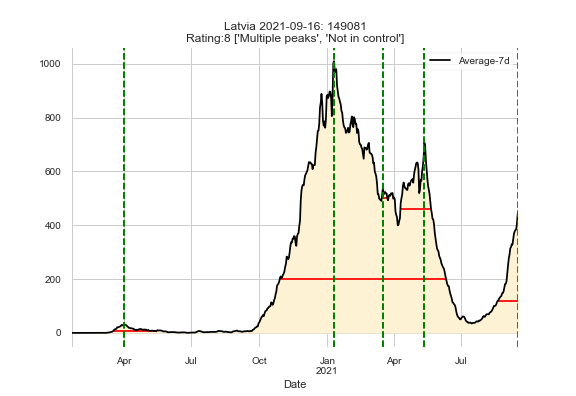 Latvia 2021-09-16: 149081
Rating:8 ['Multiple peaks', 'Not in control']
Average-7d
1000
800
600
400
200
0
Apr
Jul
Oct
Jan
2021
Apr
Jul
Date